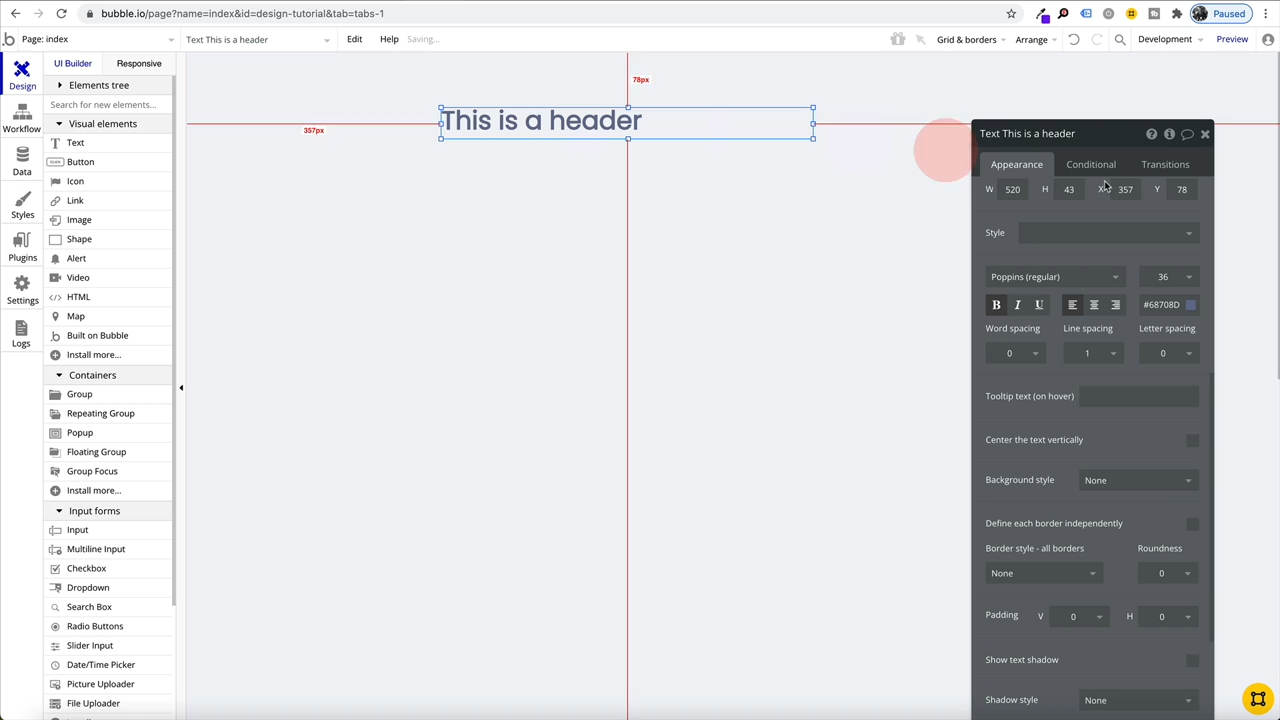 bubble.io/page?name=index&id=design-tutorial&tab=tabs-1
Paused
Page: index
Text This is a header
Edit
Help
Saving...
Grid & borders
Arrange
Development
Preview
Design
Workflow
Data
Styles
Plugins
Settings
Logs
UI Builder
Responsive
Elements tree
Search for new elements...
Visual elements
Text
CLICK
Button
Icon
Link
Image
Shape
Alert
Video
</> HTML
Map
Built on Bubble
Install more...
Containers
Group
Repeating Group
Popup
Floating Group
Group Focus
Install more...
Input forms
Input
Multiline Input
Checkbox
Dropdown
Search Box
Radio Buttons
Slider Input
Date/Time Picker
Picture Uploader
File Uploader
78px
357px
This is a header
Text This is a header
Appearance
Conditional
Transitions
W 520 H 43 X 357 Y 78
Style
Poppins (regular) 36
B I U #68708D
Word spacing Line spacing Letter spacing
0 1 0
Tooltip text (on hover)
Center the text vertically
Background style None
Define each border independently
Border style - all borders Roundness
None 0
Padding V 0 H 0
Show text shadow
Shadow style None